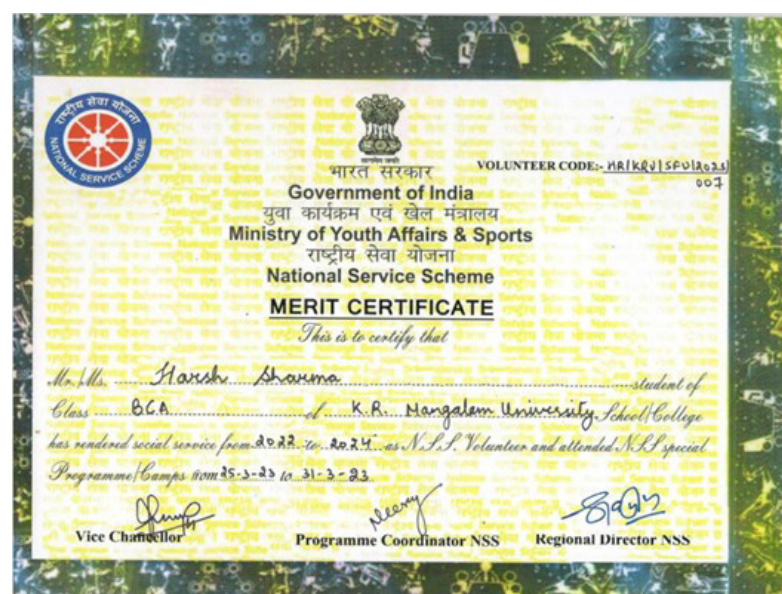 राष्ट्रीय सेवा योजना
NATIONAL SERVICE SCHEME
सत्यमेव जयते
VOLUNTEER CODE:- HR/KRU/SFU/2023/
007
भारत सरकार
Government of India
युवा कार्यक्रम एवं खेल मंत्रालय
Ministry of Youth Affairs & Sports
राष्ट्रीय सेवा योजना
National Service Scheme
MERIT CERTIFICATE
This is to certify that
Mr./Ms. Harsh Sharma student of
Class BCA of K.R. Mangalam University School/College
has rendered social service from 2022 to 2024 as N.S.S. Volunteer and attended N.S.S special
Programme/Camps from 25-3-23 to 31-3-23
Vice Chancellor
Programme Coordinator NSS
Regional Director NSS